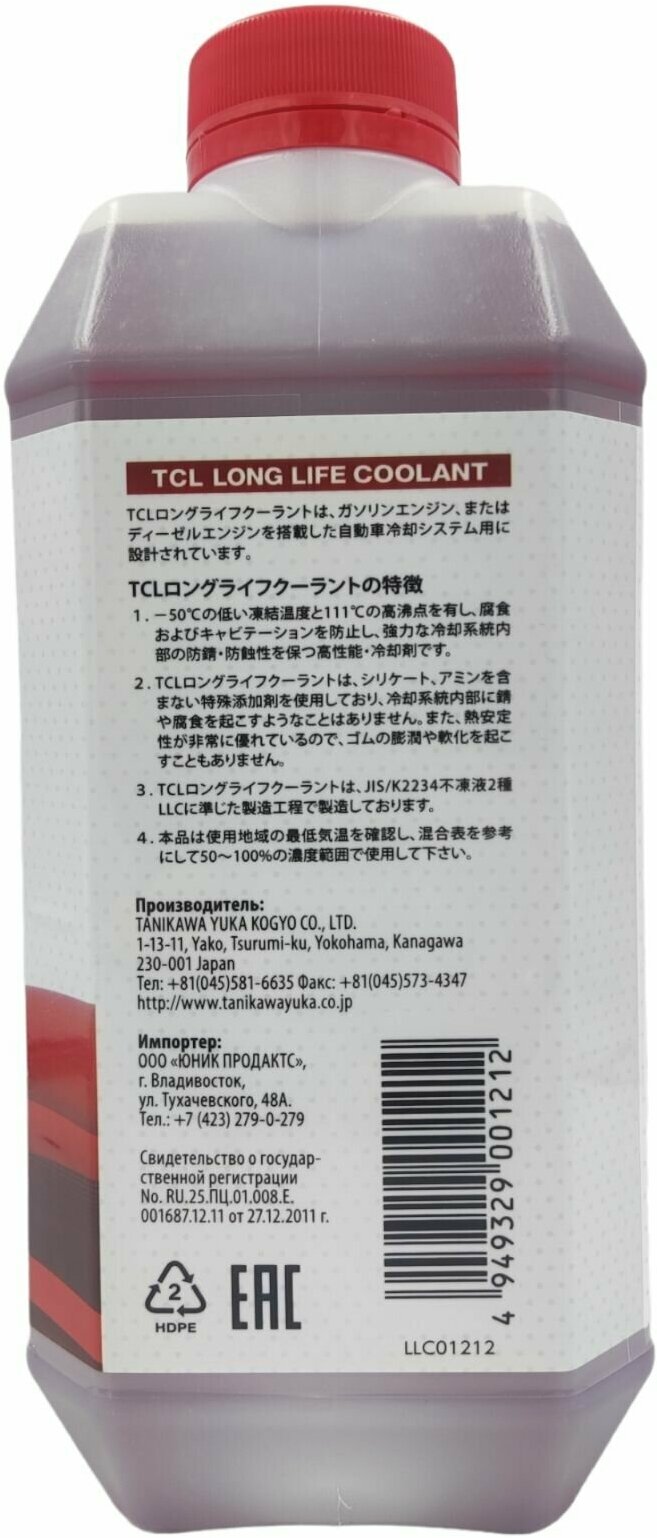 TCL LONG LIFE COOLANT
TCLロングライフクーラントは、ガソリンエンジン、または
ディーゼルエンジンを搭載した自動車冷却システム用に
設計されています。
TCLロングライフクーラントの特徴
1．－50℃の低い凍結温度と111℃の高沸点を有し、腐食
およびキャビテーションを防止し、強力な冷却系統内
部の防錆・防蝕性を保つ高性能・冷却剤です。
2．TCLロングライフクーラントは、シリケート、アミンを含
まない特殊添加剤を使用しており、冷却系統内部に錆
や腐食を起こすようなことはありません。また、熱安定
性が非常に優れているので、ゴムの膨潤や軟化を起こ
すこともありません。
3．TCLロングライフクーラントは、JIS/K2234不凍液2種
LLCに準じた製造工程で製造しております。
4．本品は使用地域の最低気温を確認し、混合表を参考
にして50～100%の濃度範囲で使用して下さい。
Производитель:
TANIKAWA YUKA KOGYO CO., LTD.
1-13-11, Yako, Tsurumi-ku, Yokohama, Kanagawa
230-001 Japan
Тел: +81(045)581-6635 Факс: +81(045)573-4347
http://www.tanikawayuka.co.jp
Импортер:
ООО «ЮНИК ПРОДАКТС»,
г. Владивосток,
ул. Тухачевского, 48А.
Тел.: +7 (423) 279-0-279
Свидетельство о государ-
ственной регистрации
No. RU.25.ПЦ.01.008.Е.
001687.12.11 от 27.12.2011 г.
2
HDPE
EAC
4 949329 001212
LLC01212